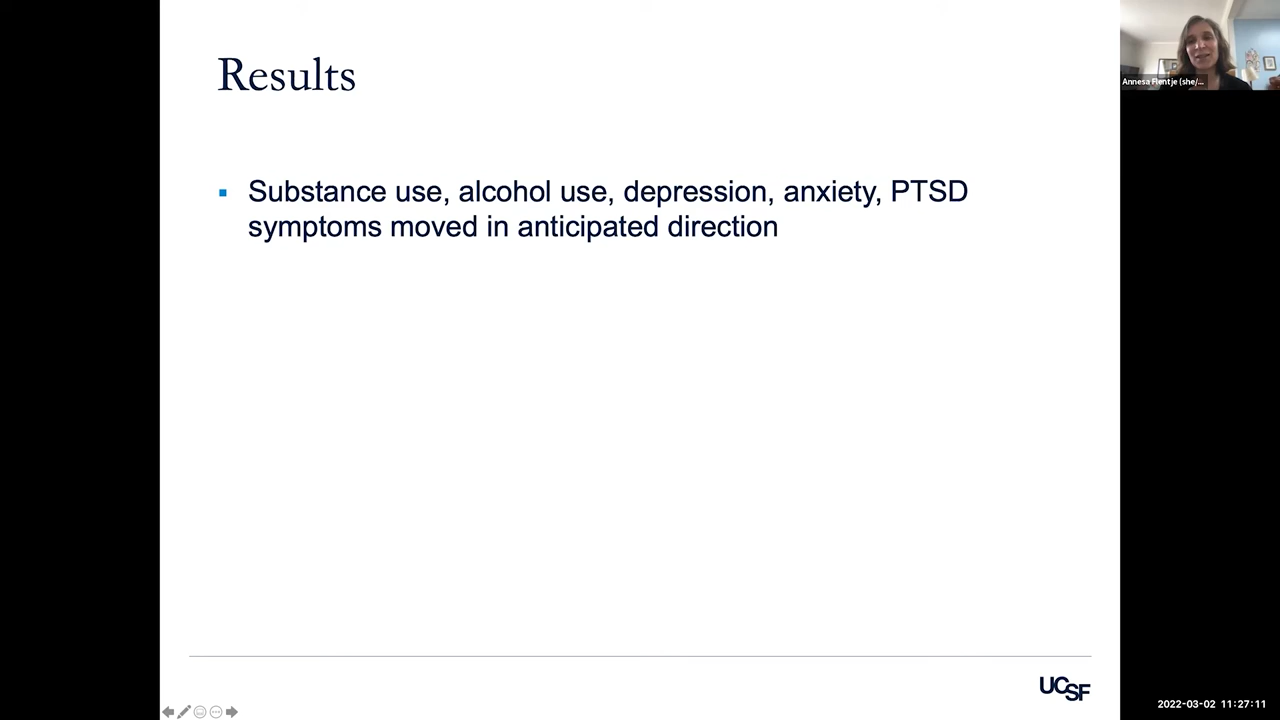 Results
Annesa Flentje (she/...
▪ Substance use, alcohol use, depression, anxiety, PTSD
symptoms moved in anticipated direction
UCSF
2022-03-02 11:27:11